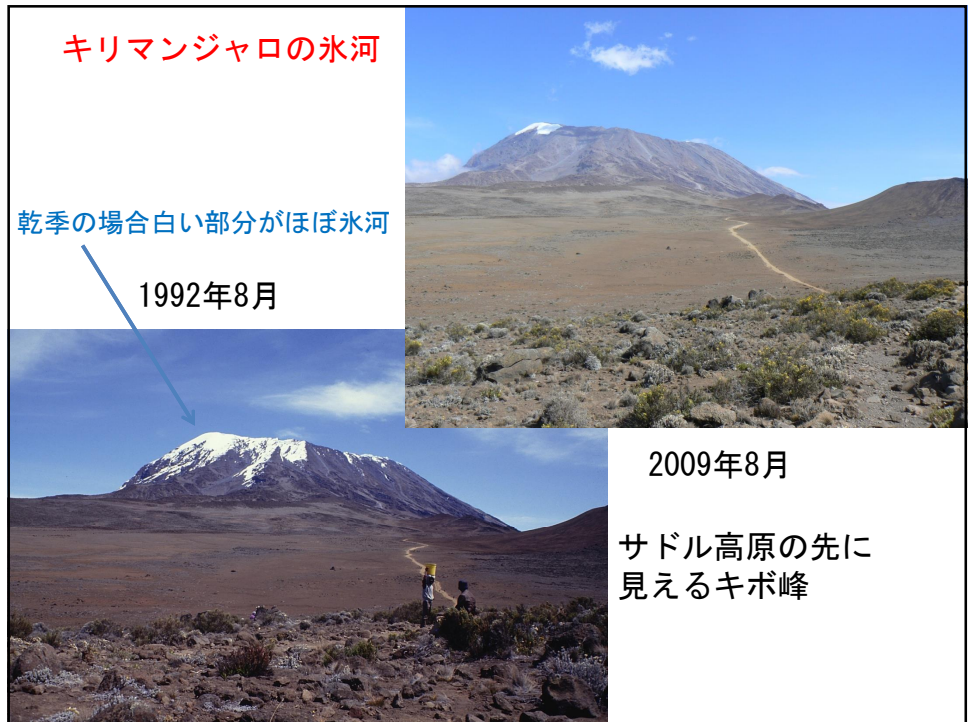 キリマンジャロの氷河
乾季の場合白い部分がほぼ氷河
1992年8月
2009年8月
サドル高原の先に
見えるキボ峰